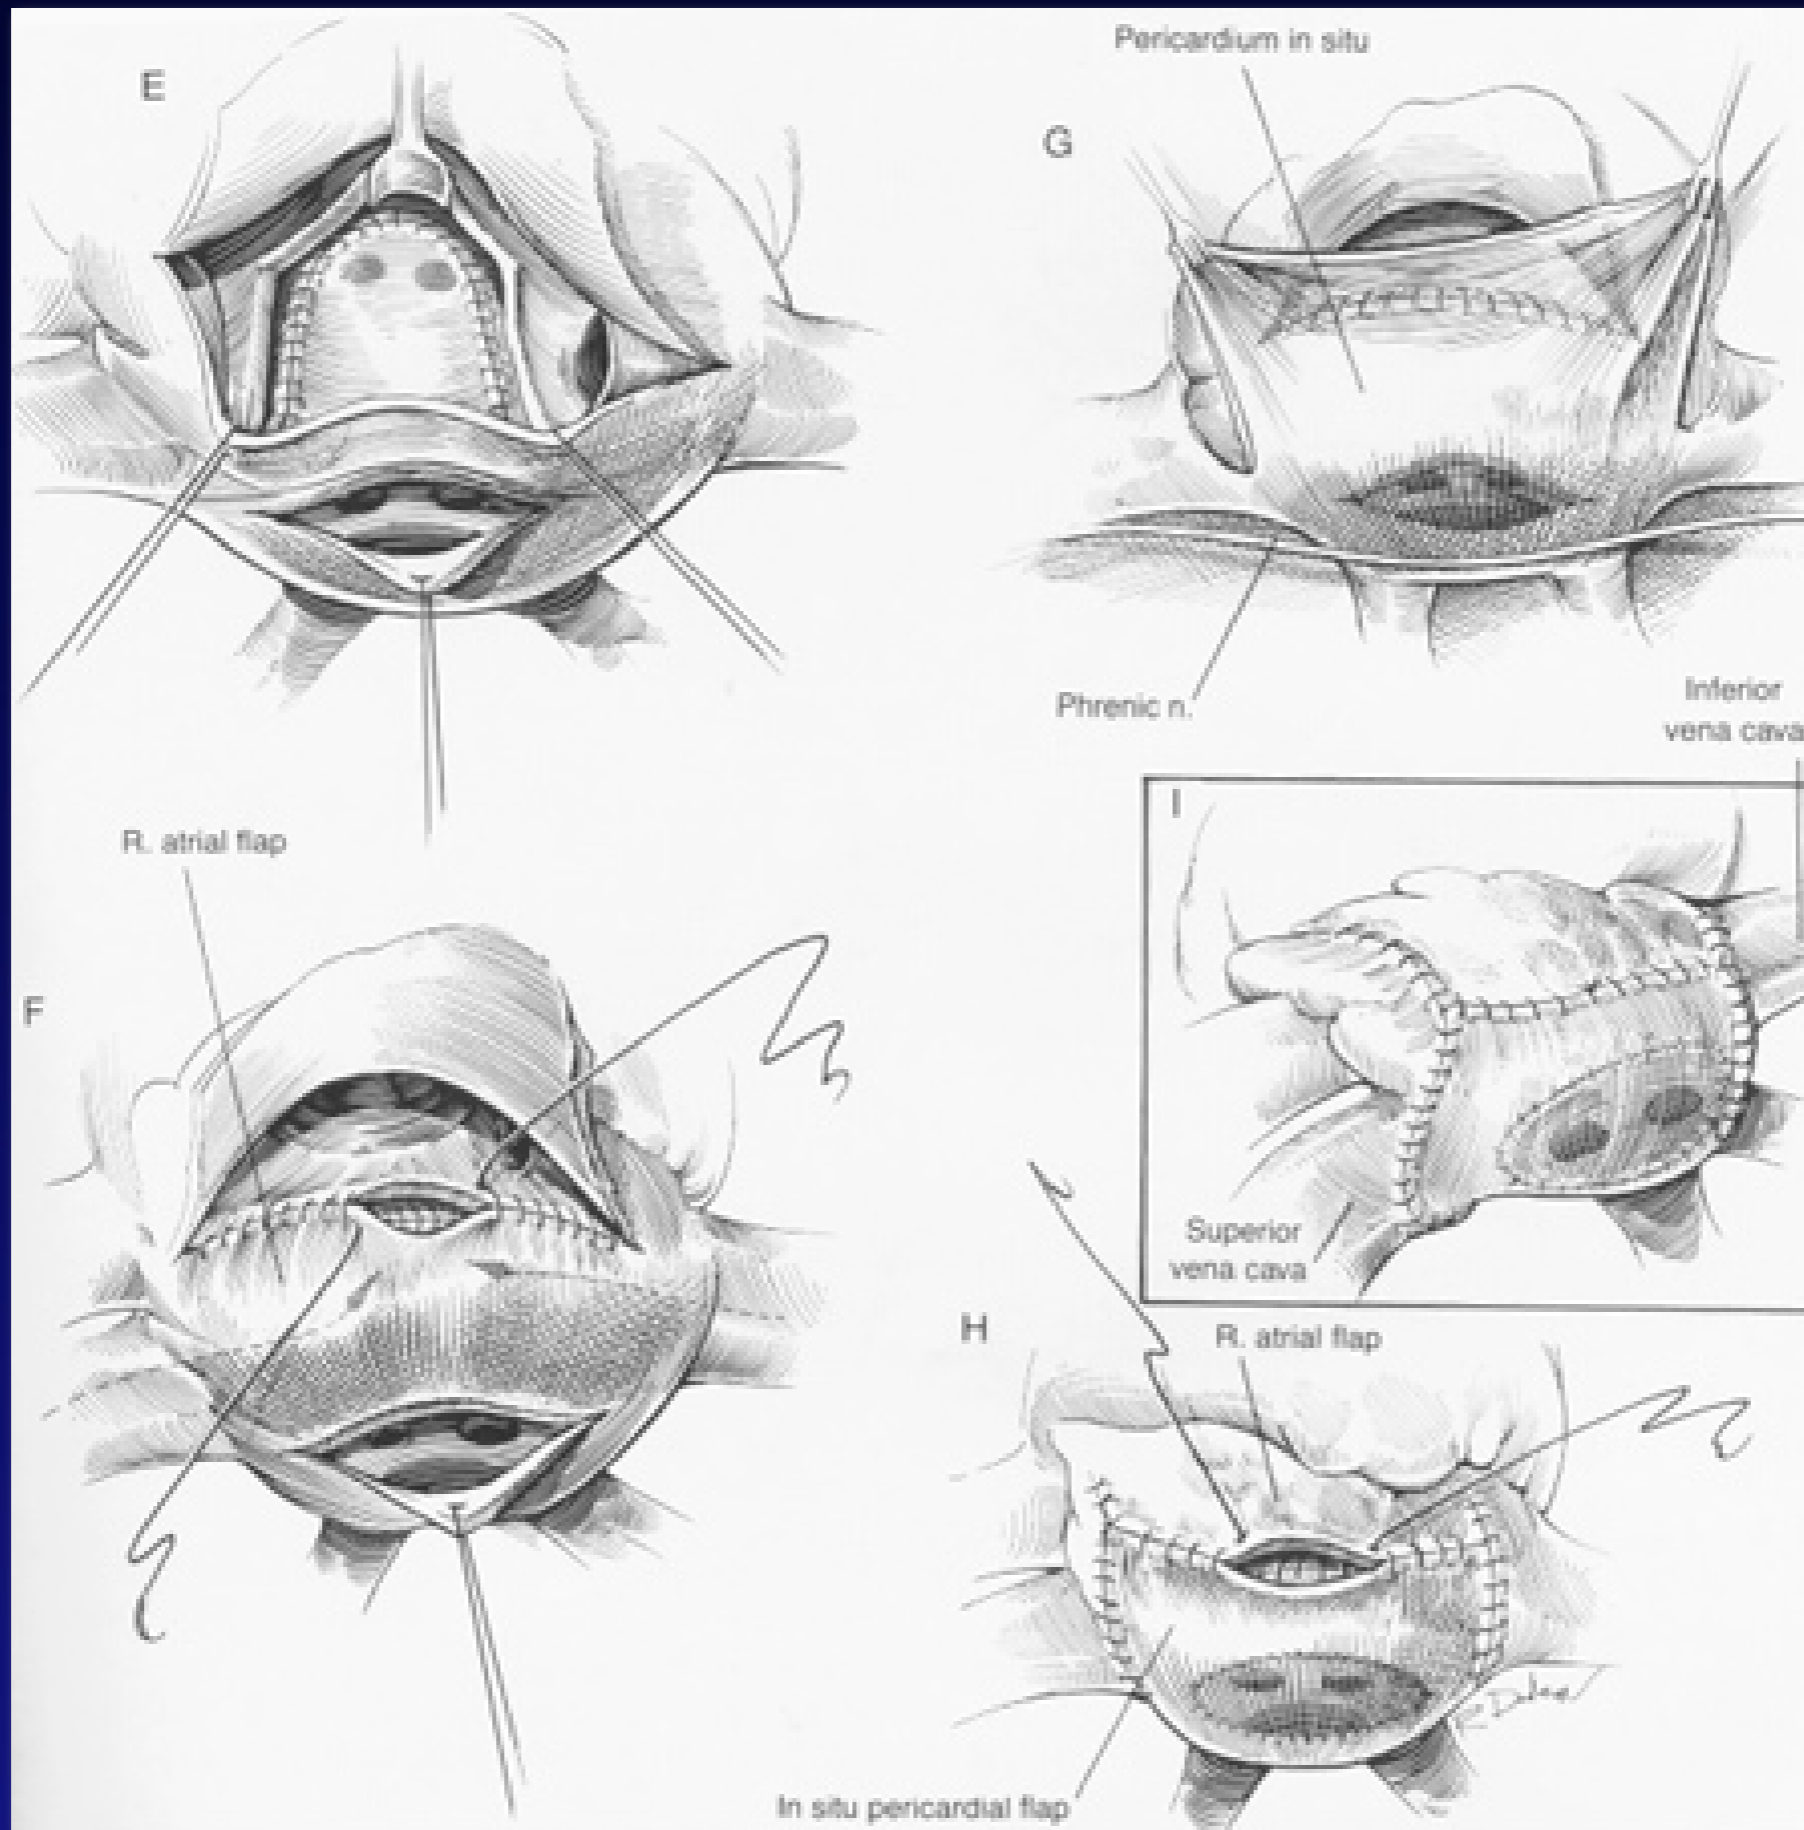 E
Pericardium in situ
G
Phrenic n.
Inferior
vena cava
I
R. atrial flap
F
Superior
vena cava
H
R. atrial flap
In situ pericardial flap